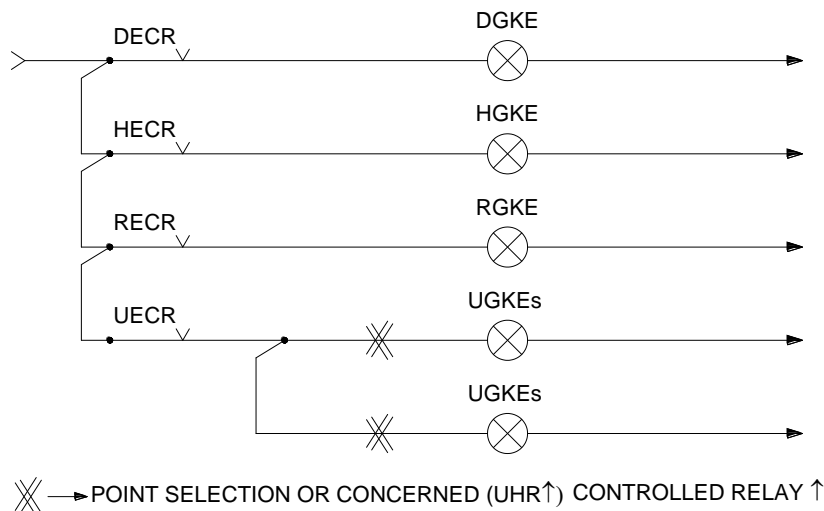 DECR DGKE
HECR HGKE
RECR RGKE
UECR UGKEs
UGKEs
POINT SELECTION OR CONCERNED (UHR↑) CONTROLLED RELAY ↑